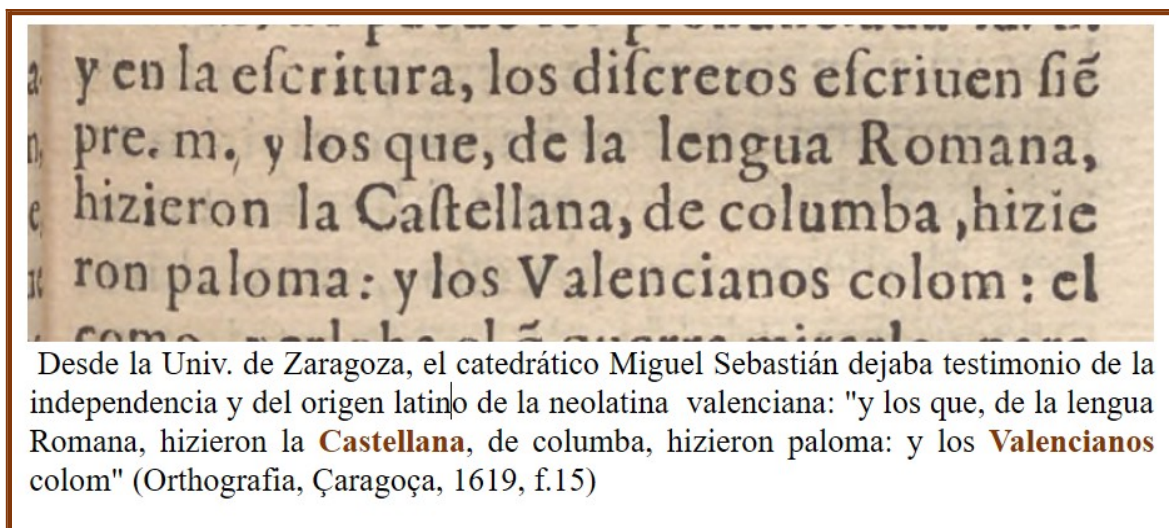 y en la eſcritura, los diſcretos eſcriuen ſiẽ
pre. m. y los que, de la lengua Romana,
hizieron la Caſtellana, de columba ,hizie
ron paloma: y los Valencianos colom : el
Desde la Univ. de Zaragoza, el catedrático Miguel Sebastián dejaba testimonio de la
independencia y del origen latino de la neolatina valenciana: "y los que, de la lengua
Romana, hizieron la Castellana, de columba, hizieron paloma: y los Valencianos
colom" (Orthografia, Çaragoça, 1619, f.15)